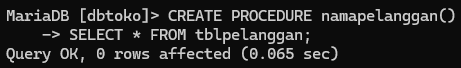 MariaDB [dbtoko]> CREATE PROCEDURE namapelanggan()
    -> SELECT * FROM tblpelanggan;
Query OK, 0 rows affected (0.065 sec)